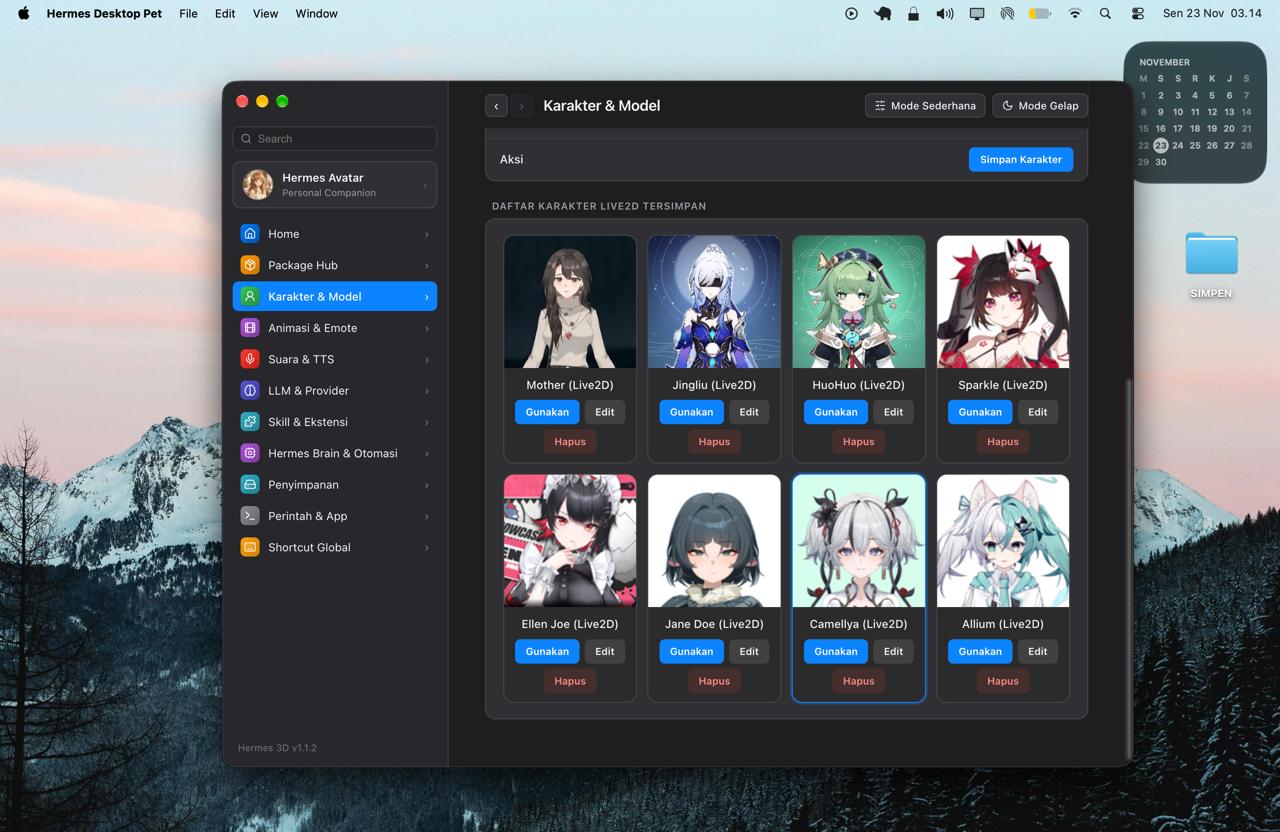 Hermes Desktop Pet File Edit View Window Sen 23 Nov 03.14
NOVEMBER
M S S R K J S
1 2 3 4 5 6 7
8 9 10 11 12 13 14
15 16 17 18 19 20 21
22 23 24 25 26 27 28
29 30
SIMPEN
Search
Hermes Avatar
Personal Companion
Home
Package Hub
Karakter & Model
Animasi & Emote
Suara & TTS
LLM & Provider
Skill & Ekstensi
Hermes Brain & Otomasi
Penyimpanan
Perintah & App
Shortcut Global
Hermes 3D v1.1.2
Karakter & Model
Mode Sederhana
Mode Gelap
Aksi
Simpan Karakter
DAFTAR KARAKTER LIVE2D TERSIMPAN
Mother (Live2D)
Gunakan Edit
Hapus
Jingliu (Live2D)
Gunakan Edit
Hapus
HuoHuo (Live2D)
Gunakan Edit
Hapus
Sparkle (Live2D)
Gunakan Edit
Hapus
Ellen Joe (Live2D)
Gunakan Edit
Hapus
Jane Doe (Live2D)
Gunakan Edit
Hapus
Camellya (Live2D)
Gunakan Edit
Hapus
Allium (Live2D)
Gunakan Edit
Hapus